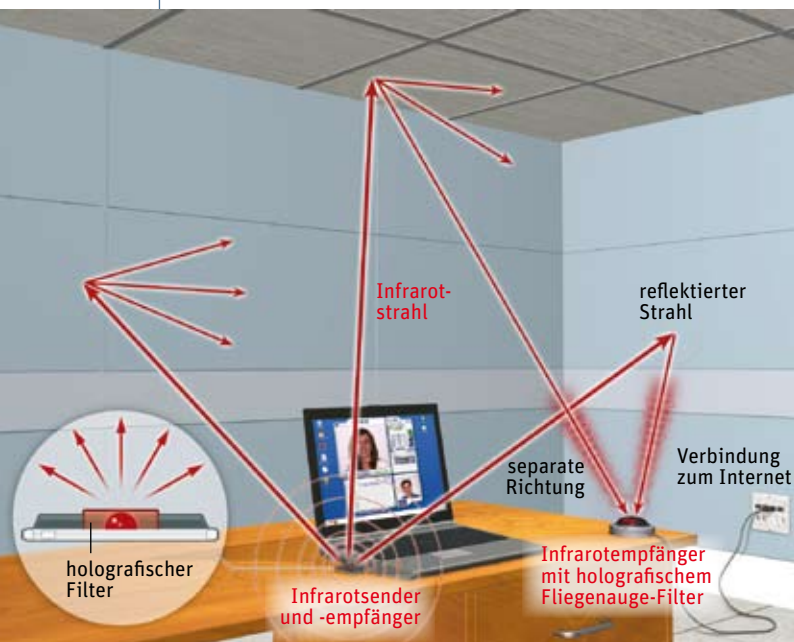 Infrarot-
strahl
reflektierter
Strahl
separate
Richtung
Verbindung
zum Internet
holografischer
Filter
Infrarotsender
und -empfänger
Infrarotempfänger
mit holografischem
Fliegenauge-Filter